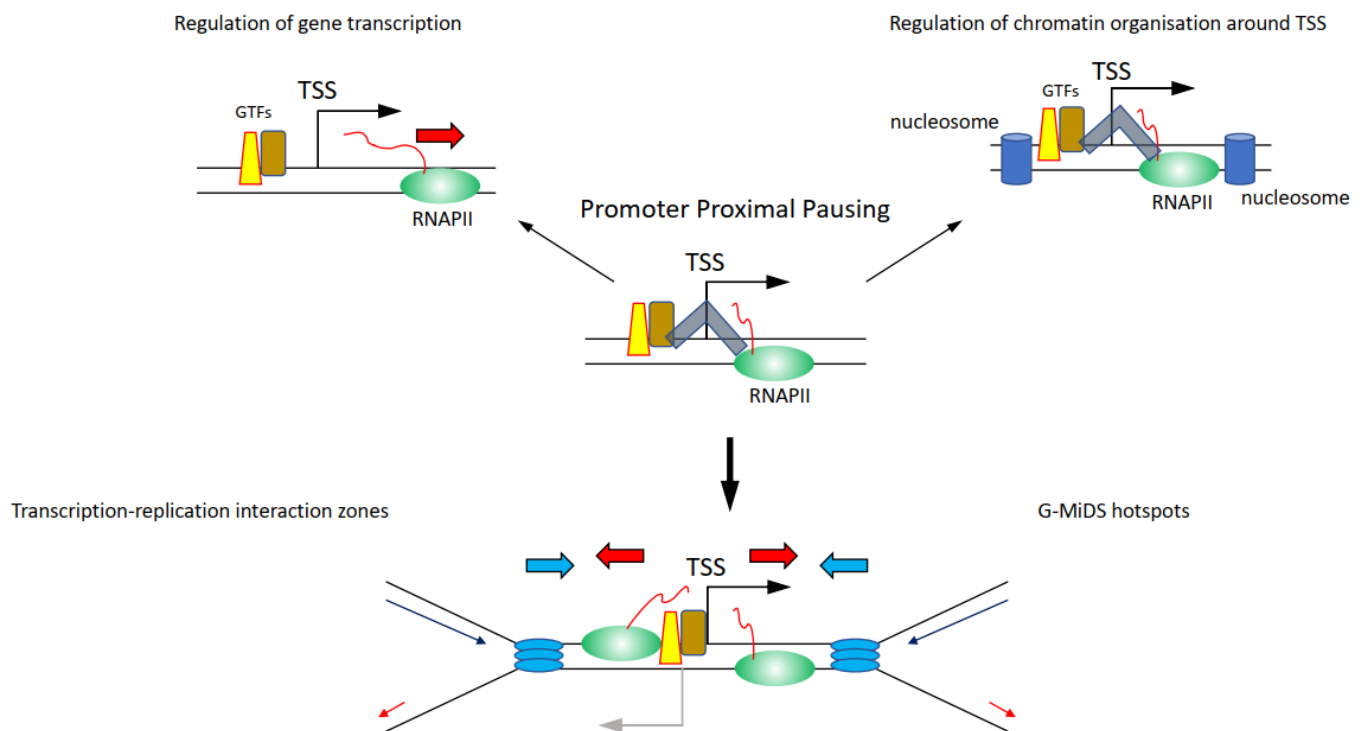 Regulation of gene transcription
Regulation of chromatin organisation around TSS
TSS
GTFs
RNAPII
TSS
GTFs
nucleosome
RNAPII
nucleosome
Promoter Proximal Pausing
TSS
RNAPII
Transcription-replication interaction zones
G-MiDS hotspots
TSS